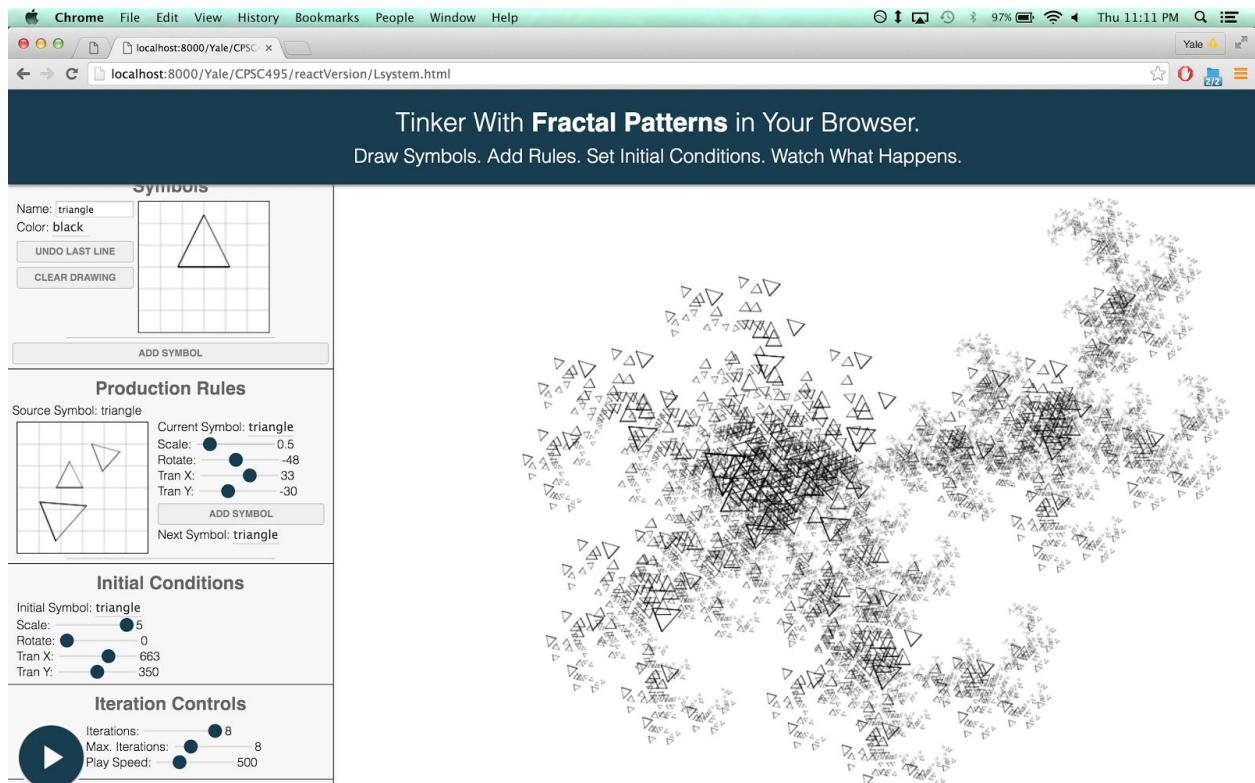 Chrome File Edit View History Bookmarks People Window Help 97% Thu 11:11 PM
localhost:8000/Yale/CPSC Yale
localhost:8000/Yale/CPSC495/reactVersion/Lsystem.html 2/2
Tinker With Fractal Patterns in Your Browser.
Draw Symbols. Add Rules. Set Initial Conditions. Watch What Happens.
Symbols
Name: triangle
Color: black
UNDO LAST LINE
CLEAR DRAWING
ADD SYMBOL
Production Rules
Source Symbol: triangle
Current Symbol: triangle
Scale: 0.5
Rotate: -48
Tran X: 33
Tran Y: -30
ADD SYMBOL
Next Symbol: triangle
Initial Conditions
Initial Symbol: triangle
Scale: 5
Rotate: 0
Tran X: 663
Tran Y: 350
Iteration Controls
Iterations: 8
Max. Iterations: 8
Play Speed: 500